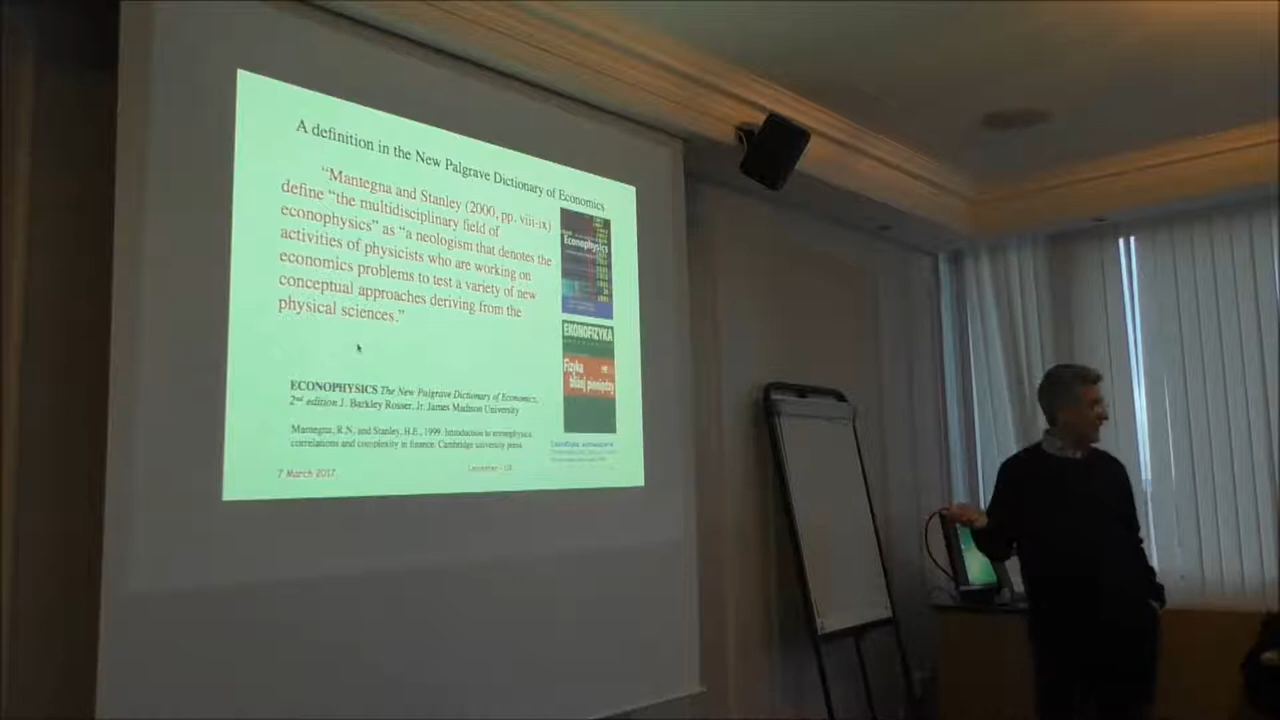 A definition in the New Palgrave Dictionary of Economics
“Mantegna and Stanley (2000, pp. viii-ix)
define “the multidisciplinary field of
econophysics” as “a neologism that denotes the
activities of physicists who are working on
economics problems to test a variety of new
conceptual approaches deriving from the
physical sciences.”
Econophysics
EKONOFIZYKA
Fizyka
bliżej pieniędzy
ECONOPHYSICS The New Palgrave Dictionary of Economics,
2nd edition J. Barkley Rosser, Jr. James Madison University
Mantegna, R.N, and Stanley, H.E., 1999. Introduction to econophysics:
correlations and complexity in finance. Cambridge university press.
7 March 2017
Leicester - UK